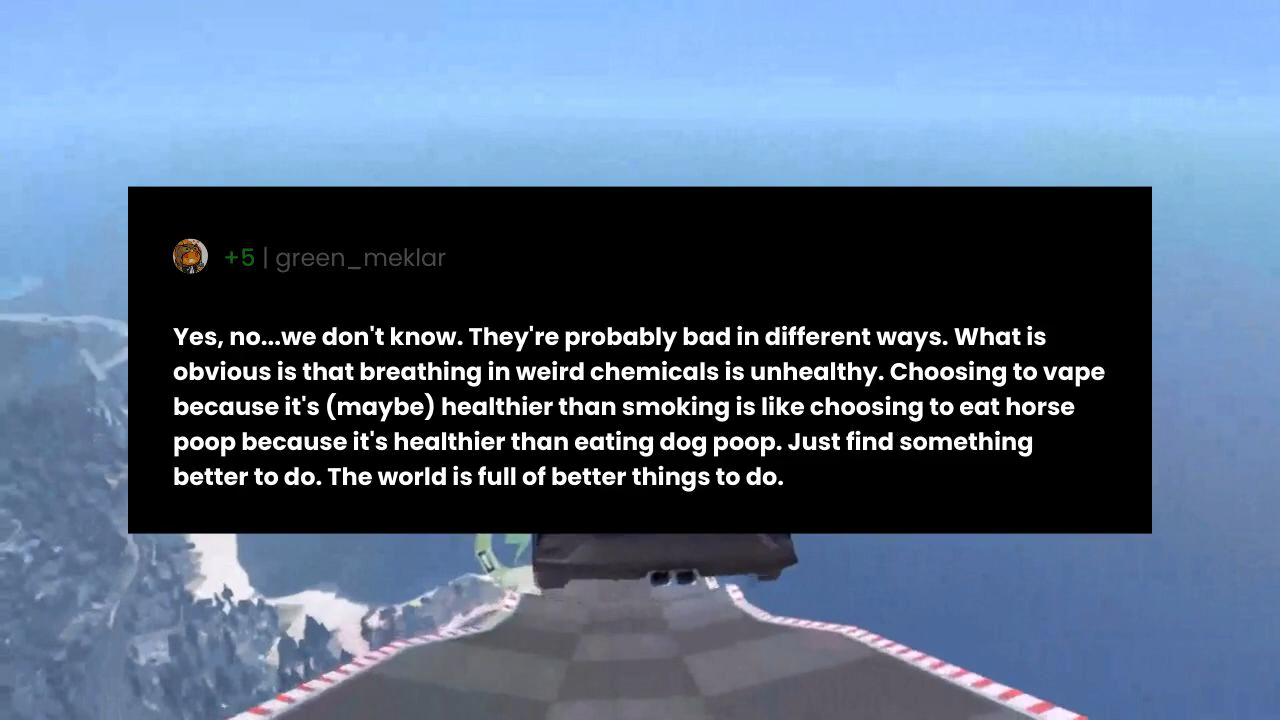 +5 | green_meklar
Yes, no...we don't know. They're probably bad in different ways. What is
obvious is that breathing in weird chemicals is unhealthy. Choosing to vape
because it's (maybe) healthier than smoking is like choosing to eat horse
poop because it's healthier than eating dog poop. Just find something
better to do. The world is full of better things to do.